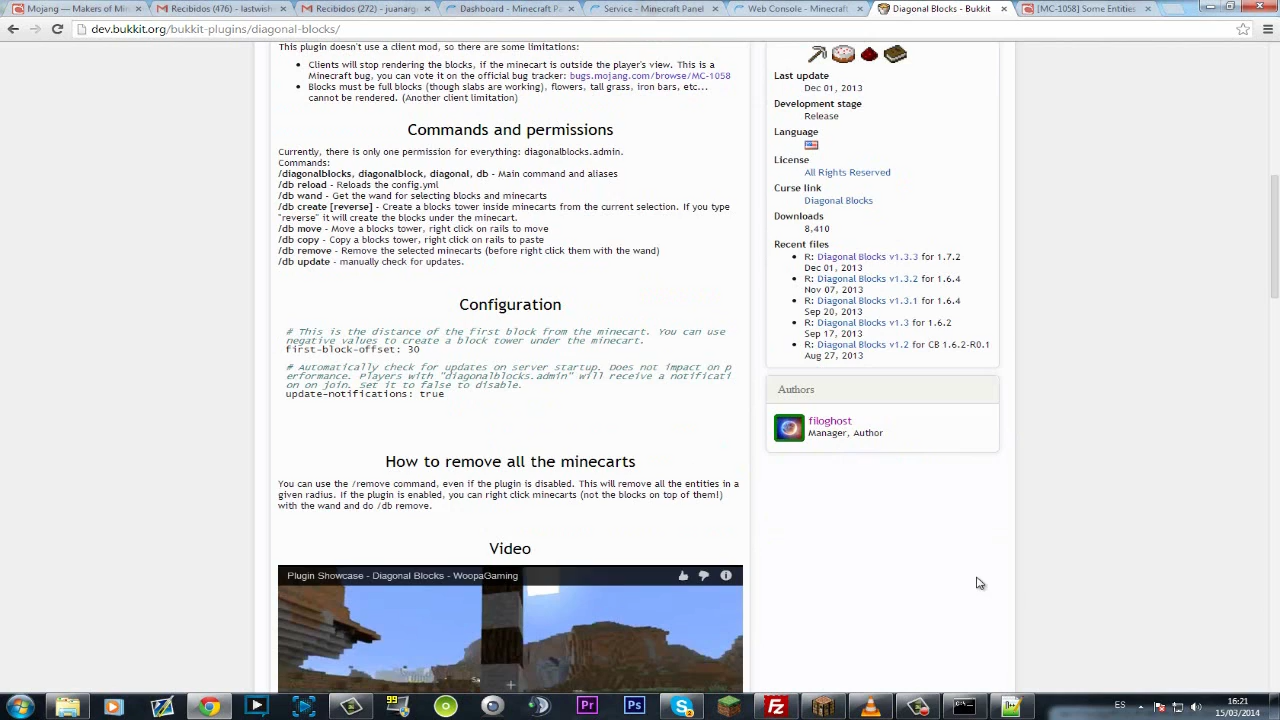 Mojang — Makers of Mi
Recibidos (476) - lastwish
Recibidos (272) - juanarg
Dashboard - Minecraft Pa
Service - Minecraft Panel
Web Console - Minecraft
Diagonal Blocks - Bukkit
[MC-1058] Some Entities
dev.bukkit.org/bukkit-plugins/diagonal-blocks/
This plugin doesn't use a client mod, so there are some limitations:
Clients will stop rendering the blocks, if the minecart is outside the player's view. This is a
Minecraft bug, you can vote it on the official bug tracker: bugs.mojang.com/browse/MC-1058
Blocks must be full blocks (though slabs are working), flowers, tall grass, iron bars, etc...
cannot be rendered. (Another client limitation)
Commands and permissions
Currently, there is only one permission for everything: diagonalblocks.admin.
Commands:
/diagonalblocks, diagonalblock, diagonal, db - Main command and aliases
/db reload - Reloads the config.yml
/db wand - Get the wand for selecting blocks and minecarts
/db create [reverse] - Create a blocks tower inside minecarts from the current selection. If you type
"reverse" it will create the blocks under the minecart.
/db move - Move a blocks tower, right click on rails to move
/db copy - Copy a blocks tower, right click on rails to paste
/db remove - Remove the selected minecarts (before right click them with the wand)
/db update - manually check for updates.
Configuration
# This is the distance of the first block from the minecart. You can use
negative values to create a block tower under the minecart.
first-block-offset: 30
# Automatically check for updates on server startup. Does not impact on p
erformance. Players with "diagonalblocks.admin" will receive a notificati
on on join. Set it to false to disable.
update-notifications: true
How to remove all the minecarts
You can use the /remove command, even if the plugin is disabled. This will remove all the entities in a
given radius. If the plugin is enabled, you can right click minecarts (not the blocks on top of them!)
with the wand and do /db remove.
Video
Plugin Showcase - Diagonal Blocks - WoopaGaming
Last update
Dec 01, 2013
Development stage
Release
Language
License
All Rights Reserved
Curse link
Diagonal Blocks
Downloads
8,410
Recent files
R: Diagonal Blocks v1.3.3 for 1.7.2
Dec 01, 2013
R: Diagonal Blocks v1.3.2 for 1.6.4
Nov 07, 2013
R: Diagonal Blocks v1.3.1 for 1.6.4
Sep 20, 2013
R: Diagonal Blocks v1.3 for 1.6.2
Sep 17, 2013
R: Diagonal Blocks v1.2 for CB 1.6.2-R0.1
Aug 27, 2013
Authors
filoghost
Manager, Author
99
Pr
Ps
Fz
ES
16:21
15/03/2014